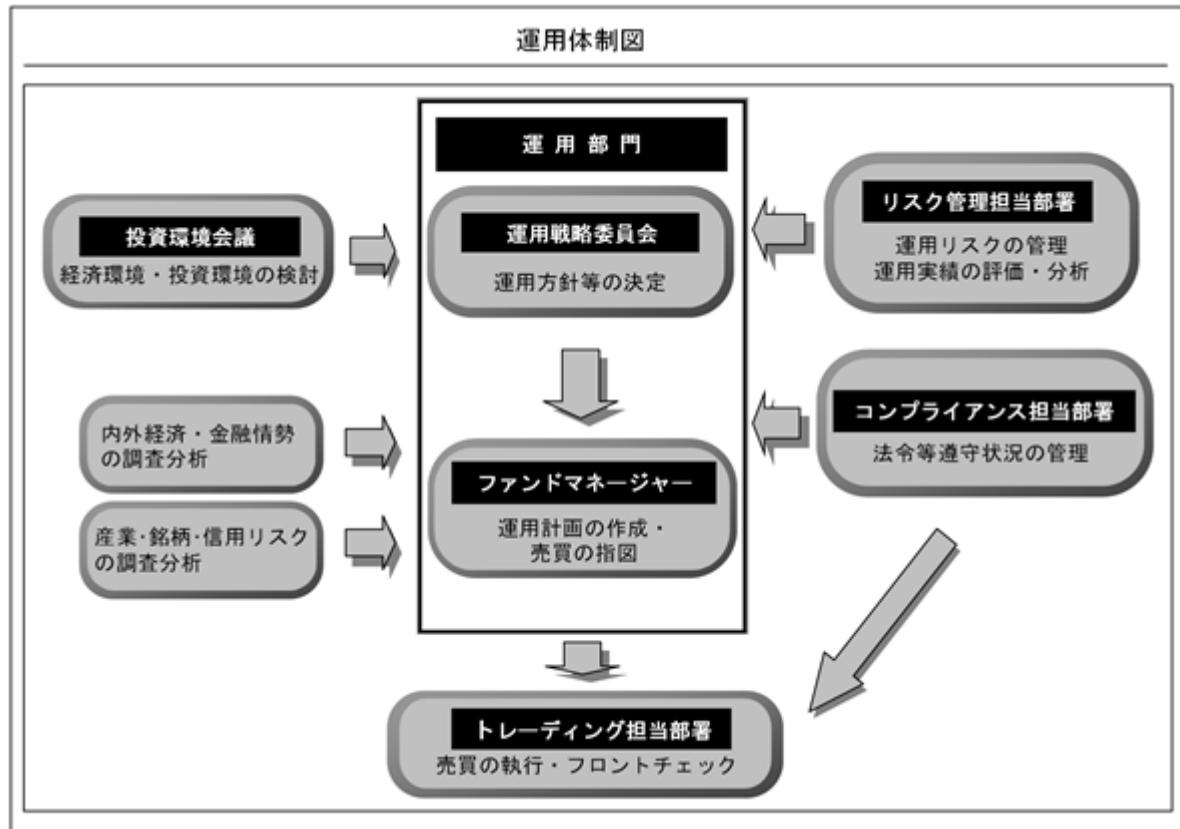 運用体制図
運用部門
投資環境会議
経済環境・投資環境の検討
運用戦略委員会
運用方針等の決定
リスク管理担当部署
運用リスクの管理
運用実績の評価・分析
内外経済・金融情勢
の調査分析
産業・銘柄・信用リスク
の調査分析
ファンドマネージャー
運用計画の作成・
売買の指図
コンプライアンス担当部署
法令等遵守状況の管理
トレーディング担当部署
売買の執行・フロントチェック